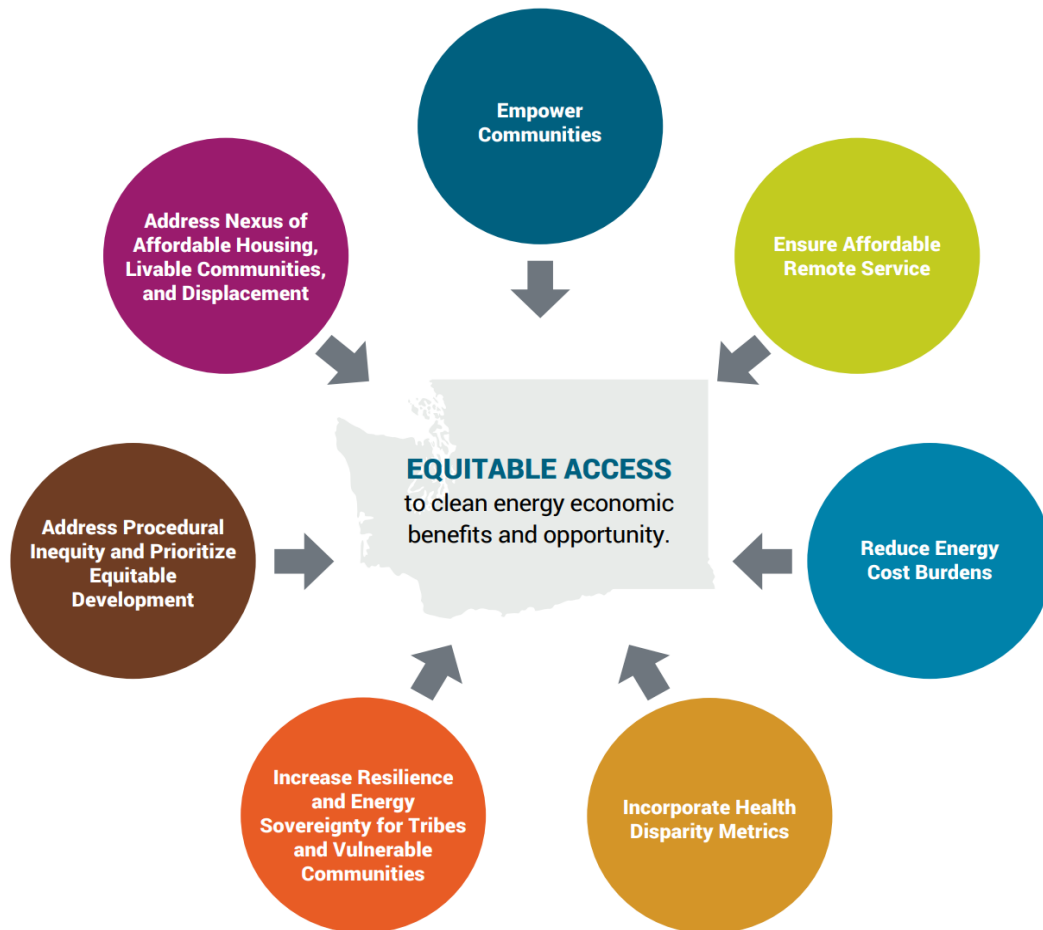 Empower
Communities
Ensure Affordable
Remote Service
Reduce Energy
Cost Burdens
Incorporate Health
Disparity Metrics
Increase Resilience
and Energy
Sovereignty for Tribes
and Vulnerable
Communities
Address Procedural
Inequity and Prioritize
Equitable
Development
Address Nexus of
Affordable Housing,
Livable Communities,
and Displacement
EQUITABLE ACCESS
to clean energy economic
benefits and opportunity.